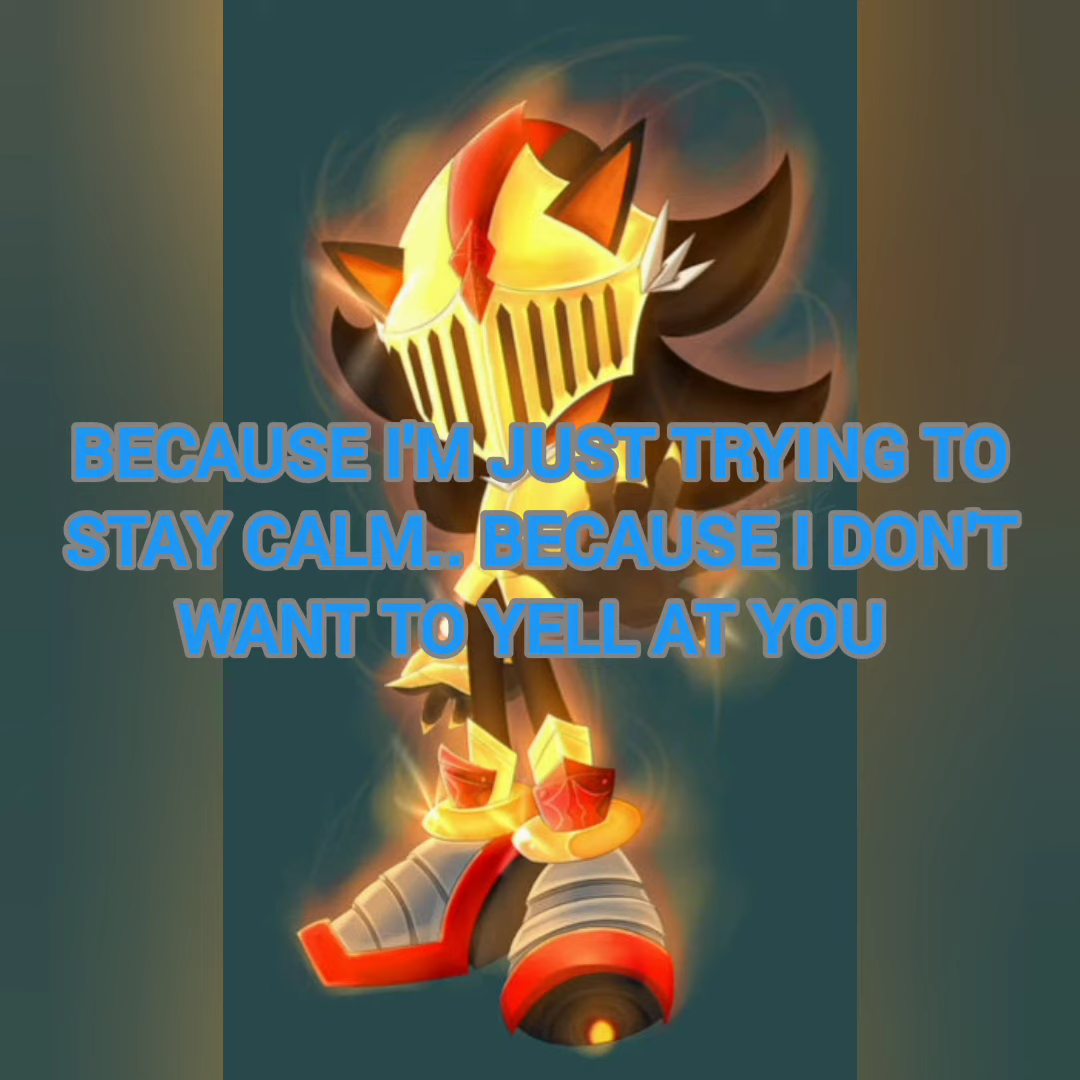 BECAUSE I'M JUST TRYING TO
STAY CALM.. BECAUSE I DON'T
WANT TO YELL AT YOU